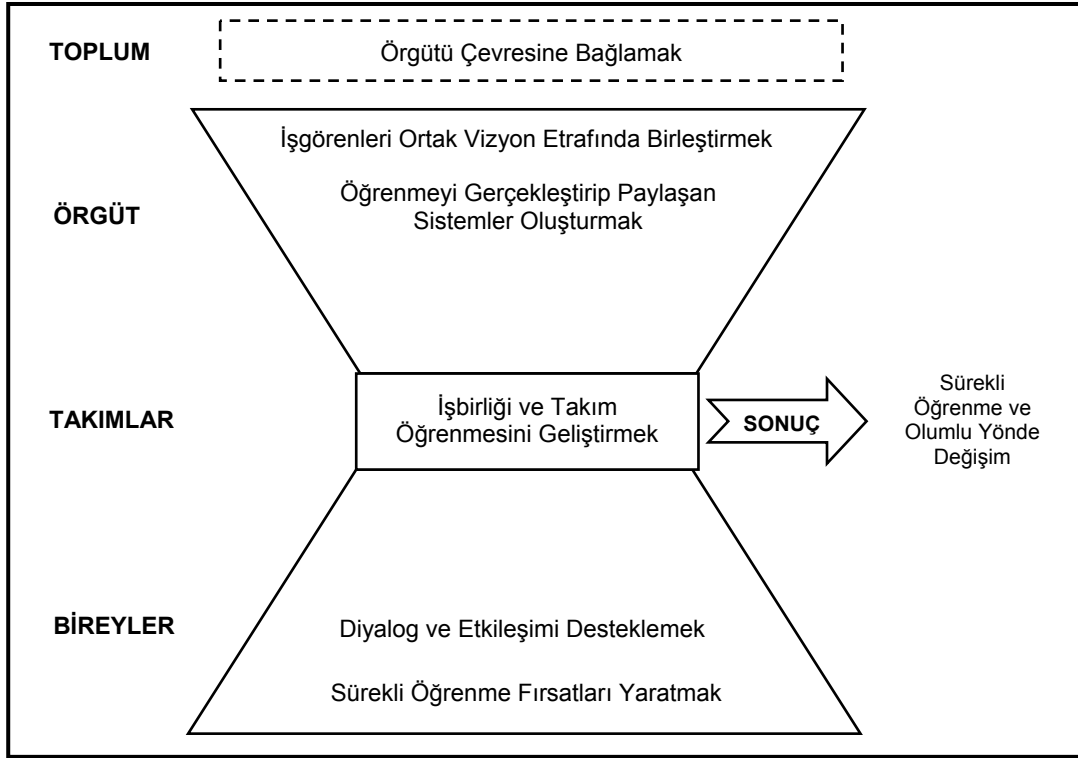 TOPLUM
Örgütü Çevresine Bağlamak
İşgörenleri Ortak Vizyon Etrafında Birleştirmek
ÖRGÜT
Öğrenmeyi Gerçekleştirip Paylaşan
Sistemler Oluşturmak
TAKIMLAR
İşbirliği ve Takım
Öğrenmesini Geliştirmek
SONUÇ
Sürekli
Öğrenme ve
Olumlu Yönde
Değişim
BİREYLER
Diyalog ve Etkileşimi Desteklemek
Sürekli Öğrenme Fırsatları Yaratmak